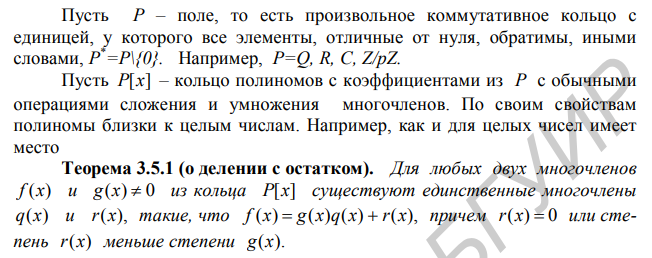 Пусть P – поле, то есть произвольное коммутативное кольцо с
единицей, у которого все элементы, отличные от нуля, обратимы, иными
словами, P*=P\{0}. Например, P=Q, R, C, Z/pZ.
Пусть P[x] – кольцо полиномов с коэффициентами из P с обычными
операциями сложения и умножения многочленов. По своим свойствам
полиномы близки к целым числам. Например, как и для целых чисел имеет
место
Теорема 3.5.1 (о делении с остатком). Для любых двух многочленов
f(x) и g(x) ≠ 0 из кольца P[x] существуют единственные многочлены
q(x) и r(x), такие, что f(x) = g(x)q(x) + r(x), причем r(x) = 0 или сте-
пень r(x) меньше степени g(x).
БГУИР